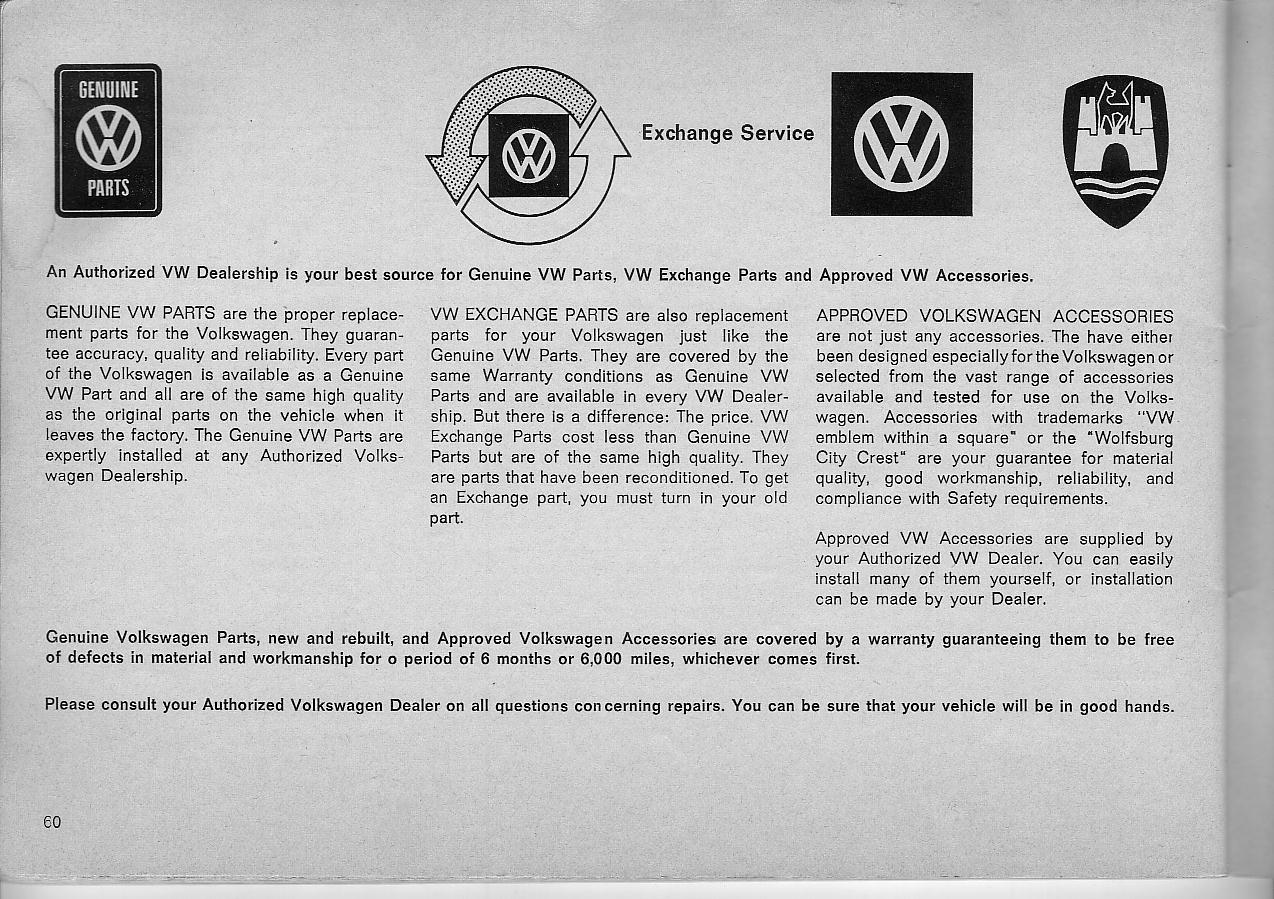 GENUINE
VW
PARTS
VW
Exchange Service
VW
An Authorized VW Dealership is your best source for Genuine VW Parts, VW Exchange Parts and Approved VW Accessories.
GENUINE VW PARTS are the proper replace-
ment parts for the Volkswagen. They guaran-
tee accuracy, quality and reliability. Every part
of the Volkswagen is available as a Genuine
VW Part and all are of the same high quality
as the original parts on the vehicle when it
leaves the factory. The Genuine VW Parts are
expertly installed at any Authorized Volks-
wagen Dealership.
VW EXCHANGE PARTS are also replacement
parts for your Volkswagen just like the
Genuine VW Parts. They are covered by the
same Warranty conditions as Genuine VW
Parts and are available in every VW Dealer-
ship. But there is a difference: The price. VW
Exchange Parts cost less than Genuine VW
Parts but are of the same high quality. They
are parts that have been reconditioned. To get
an Exchange part, you must turn in your old
part.
APPROVED VOLKSWAGEN ACCESSORIES
are not just any accessories. The have either
been designed especially for the Volkswagen or
selected from the vast range of accessories
available and tested for use on the Volks-
wagen. Accessories with trademarks "VW
emblem within a square" or the "Wolfsburg
City Crest" are your guarantee for material
quality, good workmanship, reliability, and
compliance with Safety requirements.
Approved VW Accessories are supplied by
your Authorized VW Dealer. You can easily
install many of them yourself, or installation
can be made by your Dealer.
Genuine Volkswagen Parts, new and rebuilt, and Approved Volkswagen Accessories are covered by a warranty guaranteeing them to be free
of defects in material and workmanship for o period of 6 months or 6,000 miles, whichever comes first.
Please consult your Authorized Volkswagen Dealer on all questions concerning repairs. You can be sure that your vehicle will be in good hands.
60